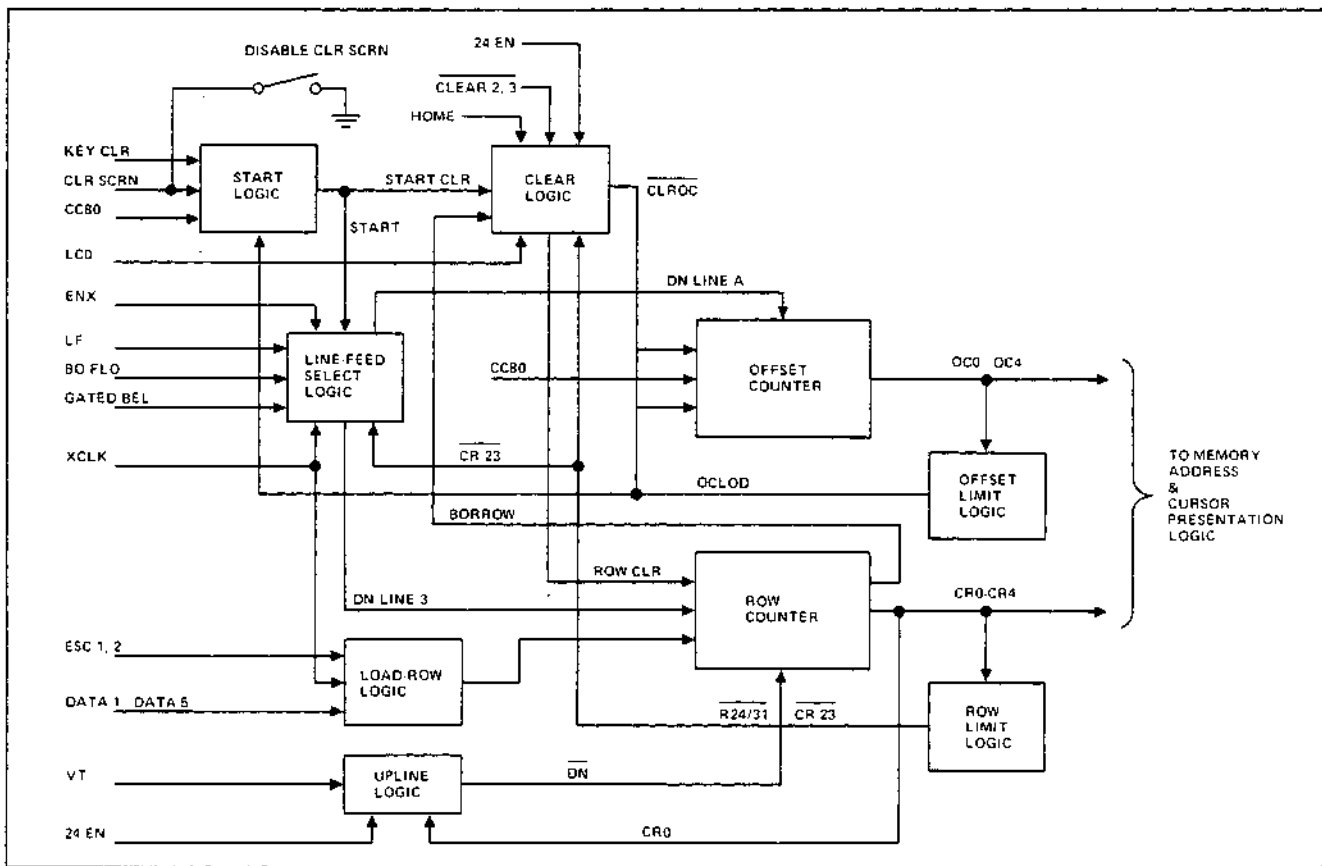 DISABLE CLR SCRN
24 EN
CLEAR 2, 3
HOME
KEY CLR
CLR SCRN
CC80
START
LOGIC
START CLR
CLEAR
LOGIC
CLROC
START
LCD
DN LINE A
ENX
LF
BO FLO
GATED BEL
LINE-FEED
SELECT
LOGIC
CC80
OFFSET
COUNTER
OC0 OC4
XCLK
CR 23
OCLOD
OFFSET
LIMIT
LOGIC
TO MEMORY
ADDRESS
&
CURSOR
PRESENTATION
LOGIC
BORROW
ROW CLR
DN LINE 3
ROW
COUNTER
CR0-CR4
ESC 1, 2
LOAD-ROW
LOGIC
DATA 1 DATA 5
R24/31 CR 23
ROW
LIMIT
LOGIC
VT
UPLINE
LOGIC
DN
24 EN
CR0